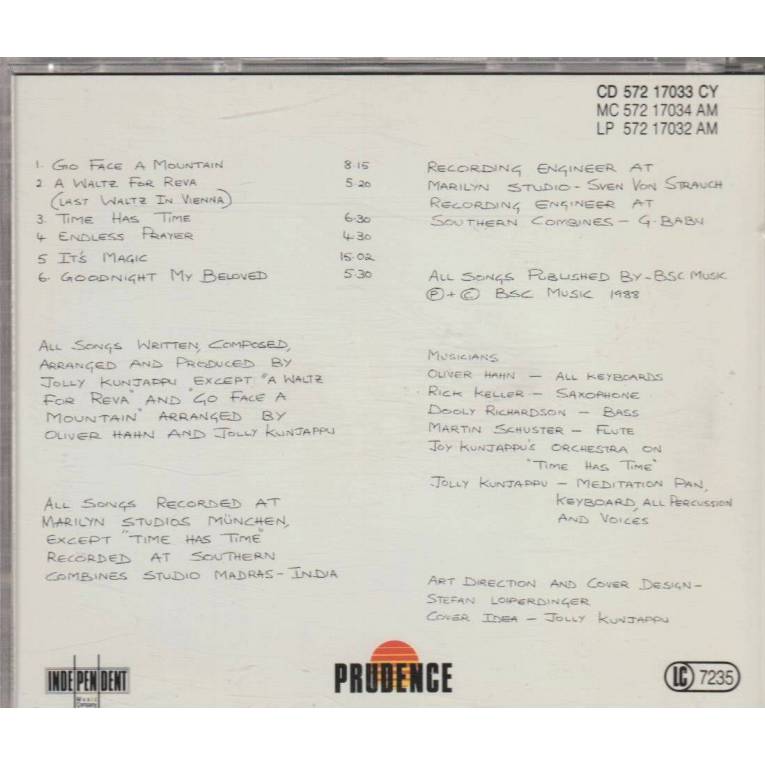 CD 572 17033 CY
MC 572 17034 AM
LP 572 17032 AM
1. GO FACE A MOUNTAIN 8.15
2 A WALTZ FOR REVA 5.20
(LAST WALTZ IN VIENNA)
3. TIME HAS TIME 6.30
4 ENDLESS PRAYER 4.30
5 IT'S MAGIC 15.02
6. GOODNIGHT MY BELOVED 5.30
ALL SONGS WRITTEN, COMPOSED,
ARRANGED AND PRODUCED BY
JOLLY KUNJAPPU EXCEPT "A WALTZ
FOR REVA" AND "GO FACE A
MOUNTAIN" ARRANGED BY
OLIVER HAHN AND JOLLY KUNJAPPU
ALL SONGS RECORDED AT
MARILYN STUDIOS MÜNCHEN,
EXCEPT "TIME HAS TIME"
RECORDED AT SOUTHERN
COMBINES STUDIO MADRAS-INDIA
RECORDING ENGINEER AT
MARILYN STUDIO - SVEN VON STRAUCH
RECORDING ENGINEER AT
SOUTHERN COMBINES - G. BABU
ALL SONGS PUBLISHED BY - BSC MUSIC
Ⓟ + © BSC MUSIC 1988
MUSICIANS
OLIVER HAHN - ALL KEYBOARDS
RICK KELLER - SAXOPHONE
DOOLY RICHARDSON - BASS
MARTIN SCHUSTER - FLUTE
JOY KUNJAPPU'S ORCHESTRA ON
"TIME HAS TIME"
JOLLY KUNJAPPU - MEDITATION PAN,
KEYBOARD, ALL PERCUSSION
AND VOICES
ART DIRECTION AND COVER DESIGN -
STEFAN LOIPERDINGER
COVER IDEA - JOLLY KUNJAPPU
INDEPENDENT
Music
Company
PRUDENCE
LC 7235